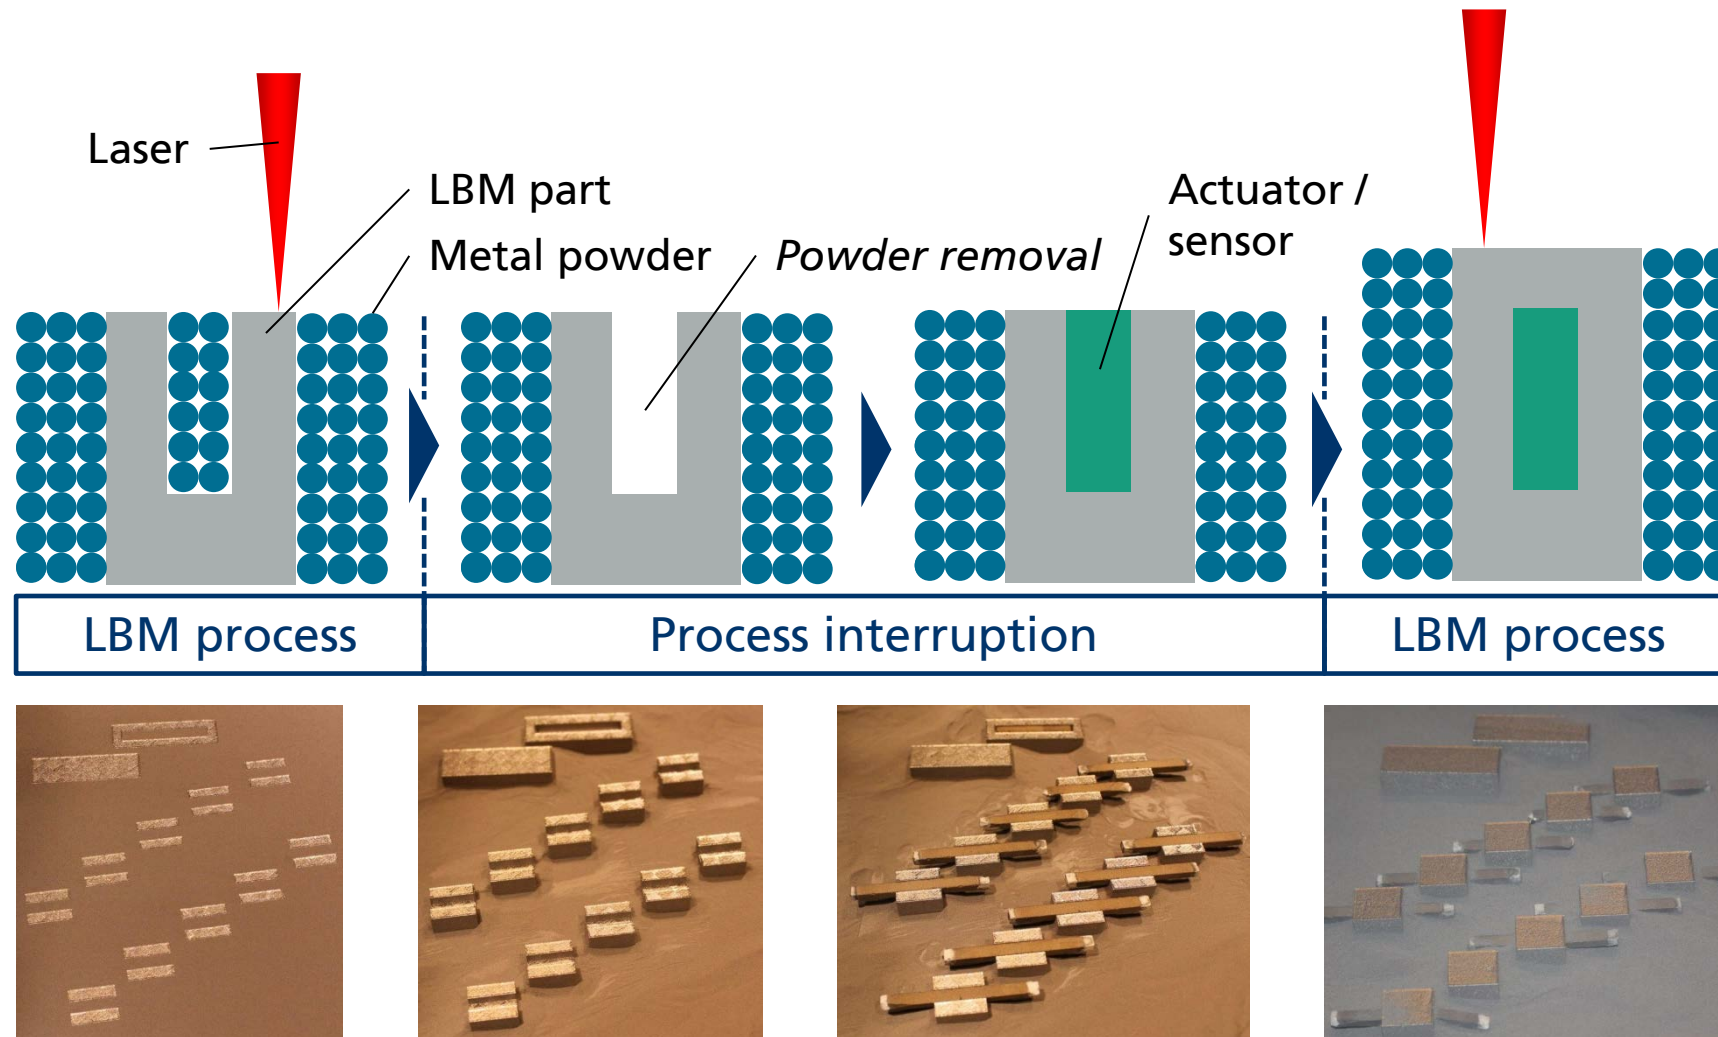 Laser
LBM part
Metal powder
Powder removal
Actuator /
sensor
LBM process
Process interruption
LBM process